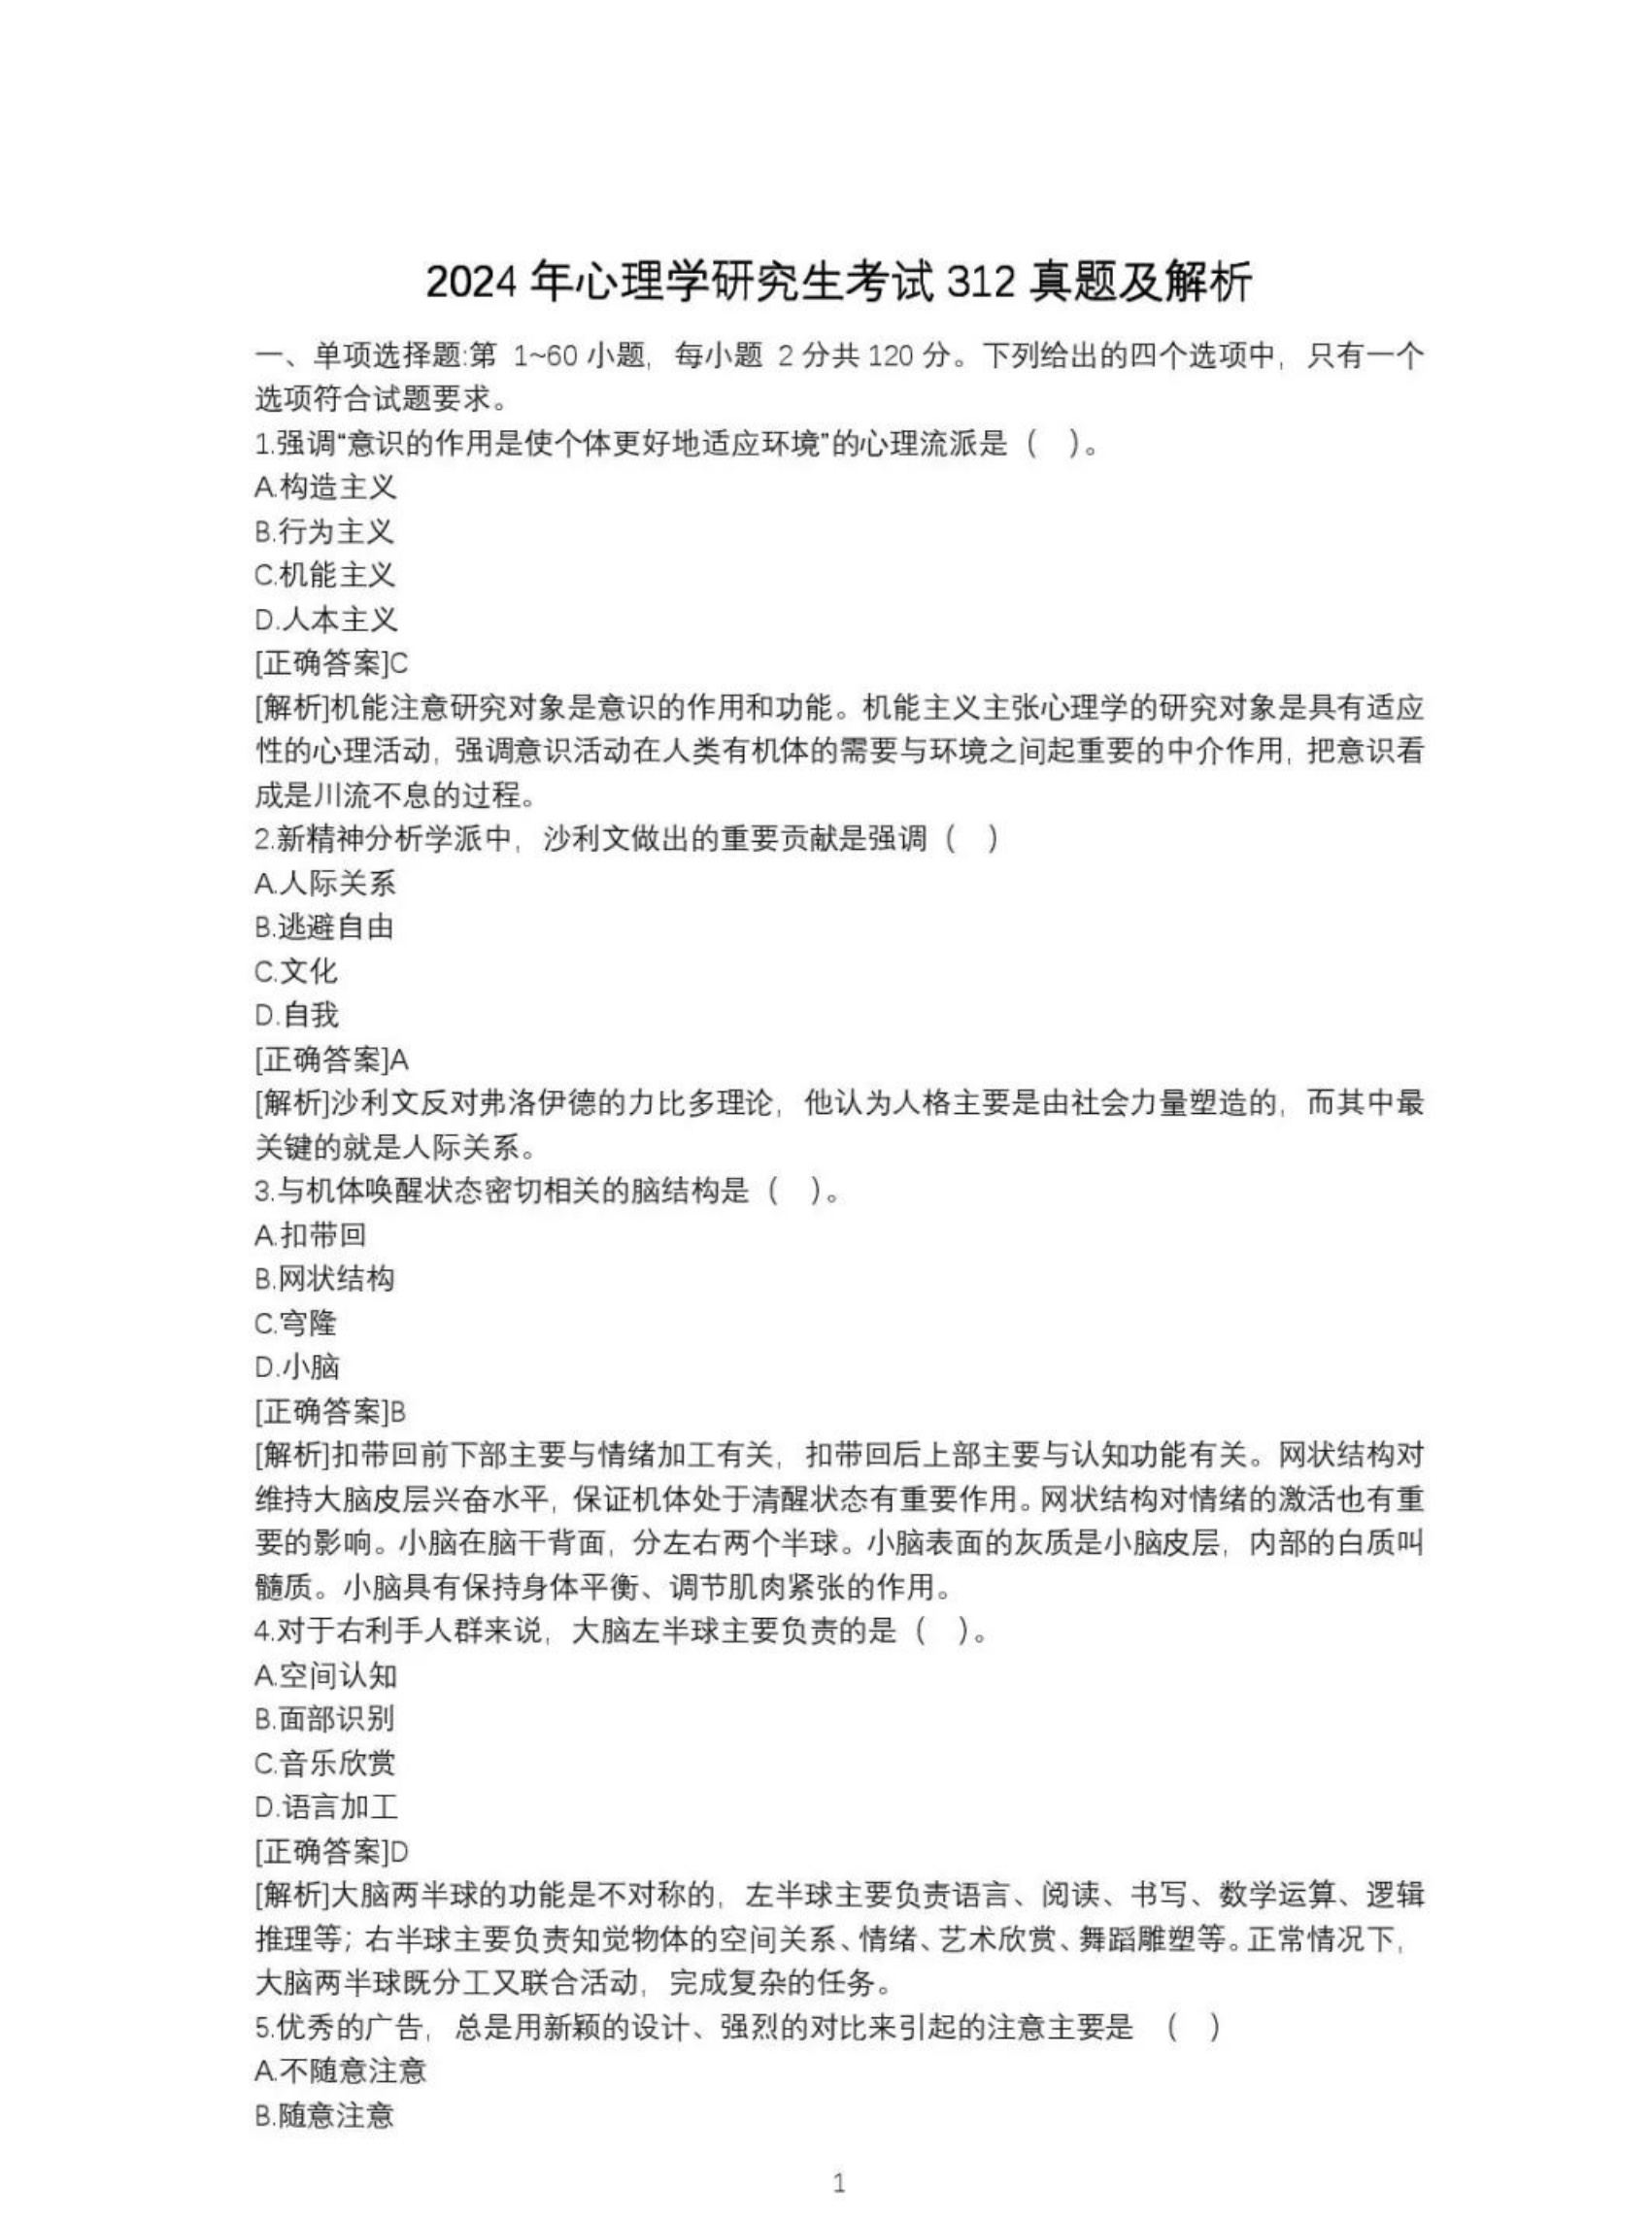 2024 年心理学研究生考试 312 真题及解析
一、单项选择题:第 1~60 小题，每小题 2 分共 120 分。下列给出的四个选项中，只有一个
选项符合试题要求。
1.强调“意识的作用是使个体更好地适应环境”的心理流派是（ ）。
A.构造主义
B.行为主义
C.机能主义
D.人本主义
[正确答案]C
[解析]机能注意研究对象是意识的作用和功能。机能主义主张心理学的研究对象是具有适应
性的心理活动，强调意识活动在人类有机体的需要与环境之间起重要的中介作用，把意识看
成是川流不息的过程。
2.新精神分析学派中，沙利文做出的重要贡献是强调（ ）
A.人际关系
B.逃避自由
C.文化
D.自我
[正确答案]A
[解析]沙利文反对弗洛伊德的力比多理论，他认为人格主要是由社会力量塑造的，而其中最
关键的就是人际关系。
3.与机体唤醒状态密切相关的脑结构是（ ）。
A.扣带回
B.网状结构
C.穹隆
D.小脑
[正确答案]B
[解析]扣带回前下部主要与情绪加工有关，扣带回后上部主要与认知功能有关。网状结构对
维持大脑皮层兴奋水平，保证机体处于清醒状态有重要作用。网状结构对情绪的激活也有重
要的影响。小脑在脑干背面，分左右两个半球。小脑表面的灰质是小脑皮层，内部的白质叫
髓质。小脑具有保持身体平衡、调节肌肉紧张的作用。
4.对于右利手人群来说，大脑左半球主要负责的是（ ）。
A.空间认知
B.面部识别
C.音乐欣赏
D.语言加工
[正确答案]D
[解析]大脑两半球的功能是不对称的，左半球主要负责语言、阅读、书写、数学运算、逻辑
推理等；右半球主要负责知觉物体的空间关系、情绪、艺术欣赏、舞蹈雕塑等。正常情况下，
大脑两半球既分工又联合活动，完成复杂的任务。
5.优秀的广告，总是用新颖的设计、强烈的对比来引起的注意主要是 （ ）
A.不随意注意
B.随意注意
1